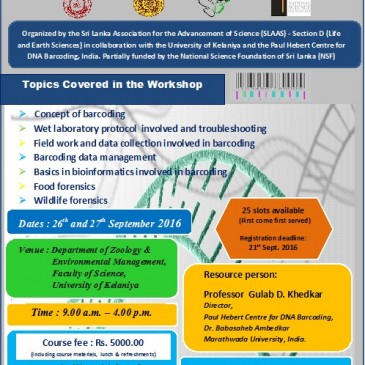 Organized by the Sri Lanka Association for the Advancement of Science (SLAAS) - Section D (Life
and Earth Sciences) in collaboration with the University of Kelaniya and the Paul Hebert Centre for
DNA Barcoding, India. Partially funded by the National Science Foundation of Sri Lanka (NSF)
Topics Covered in the Workshop
Concept of barcoding
Wet laboratory protocol involved and troubleshooting
Field work and data collection involved in barcoding
Barcoding data management
Basics in bioinformatics involved in barcoding
Food forensics
Wildlife forensics
Dates : 26th and 27th September 2016
25 slots available
(First come first served)
Registration deadline:
21st Sept. 2016
Venue : Department of Zoology &
Environmental Management,
Faculty of Science,
University of Kelaniya
Time : 9.00 a.m. – 4.00 p.m.
Course fee : Rs. 5000.00
(Including course materials, lunch & refreshments)
Resource person:
Professor Gulab D. Khedkar
Director,
Paul Hebert Centre for DNA Barcoding,
Dr. Babasaheb Ambedkar
Marathwada University, India.